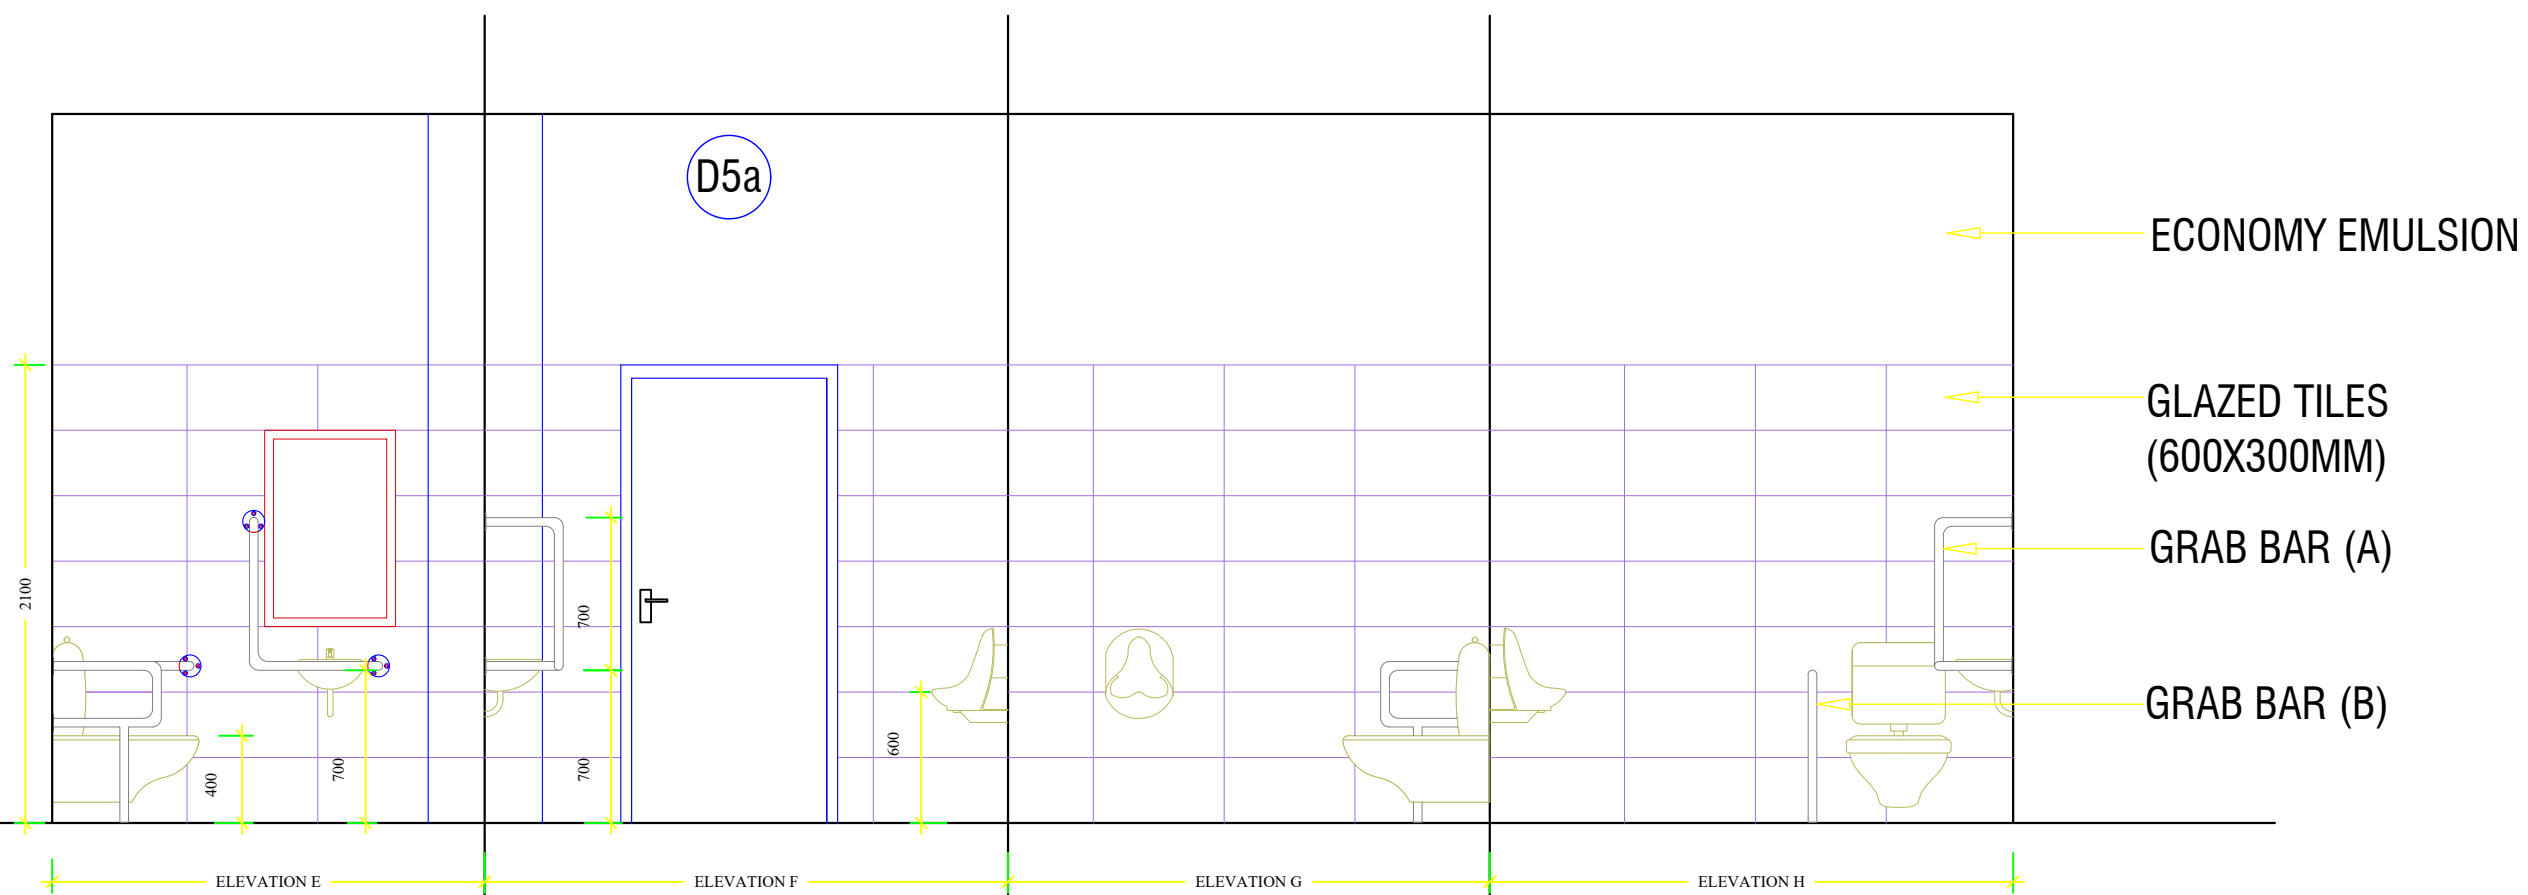 D5a
ECONOMY EMULSION
GLAZED TILES
(600X300MM)
GRAB BAR (A)
GRAB BAR (B)
2100
400
700
700
700
600
ELEVATION E
ELEVATION F
ELEVATION G
ELEVATION H